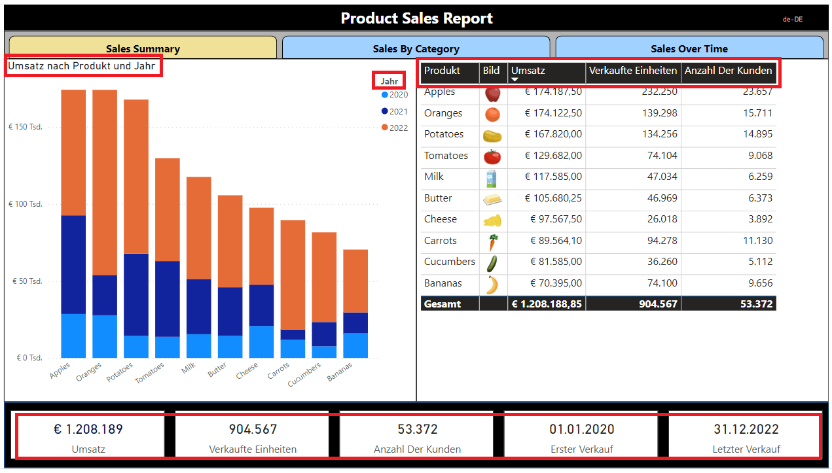 Product Sales Report
de-DE
Sales Summary
Sales By Category
Sales Over Time
Umsatz nach Produkt und Jahr
Jahr
2020
2021
2022
€ 150 Tsd.
€ 100 Tsd.
€ 50 Tsd.
€ 0 Tsd.
Apples
Oranges
Potatoes
Tomatoes
Milk
Butter
Cheese
Carrots
Cucumbers
Bananas
Produkt Bild Umsatz Verkaufte Einheiten Anzahl Der Kunden
Apples € 174.187,50 232.250 23.657
Oranges € 174.122,50 139.298 15.711
Potatoes € 167.820,00 134.256 14.895
Tomatoes € 129.682,00 74.104 9.068
Milk € 117.585,00 47.034 6.259
Butter € 105.680,25 46.969 6.373
Cheese € 97.567,50 26.018 3.892
Carrots € 89.564,10 94.278 11.130
Cucumbers € 81.585,00 36.260 5.112
Bananas € 70.395,00 74.100 9.656
Gesamt € 1.208.188,85 904.567 53.372
€ 1.208.189
Umsatz
904.567
Verkaufte Einheiten
53.372
Anzahl Der Kunden
01.01.2020
Erster Verkauf
31.12.2022
Letzter Verkauf